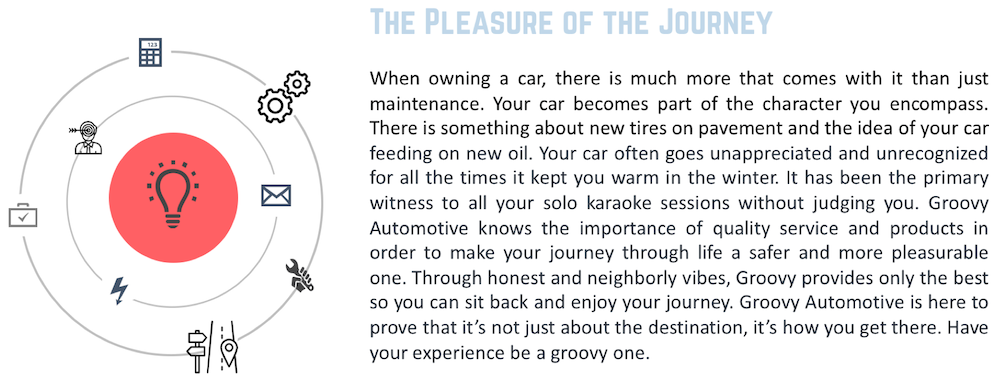 THE PLEASURE OF THE JOURNEY
123
When owning a car, there is much more that comes with it than just
maintenance. Your car becomes part of the character you encompass.
There is something about new tires on pavement and the idea of your car
feeding on new oil. Your car often goes unappreciated and unrecognized
for all the times it kept you warm in the winter. It has been the primary
witness to all your solo karaoke sessions without judging you. Groovy
Automotive knows the importance of quality service and products in
order to make your journey through life a safer and more pleasurable
one. Through honest and neighborly vibes, Groovy provides only the best
so you can sit back and enjoy your journey. Groovy Automotive is here to
prove that it’s not just about the destination, it’s how you get there. Have
your experience be a groovy one.